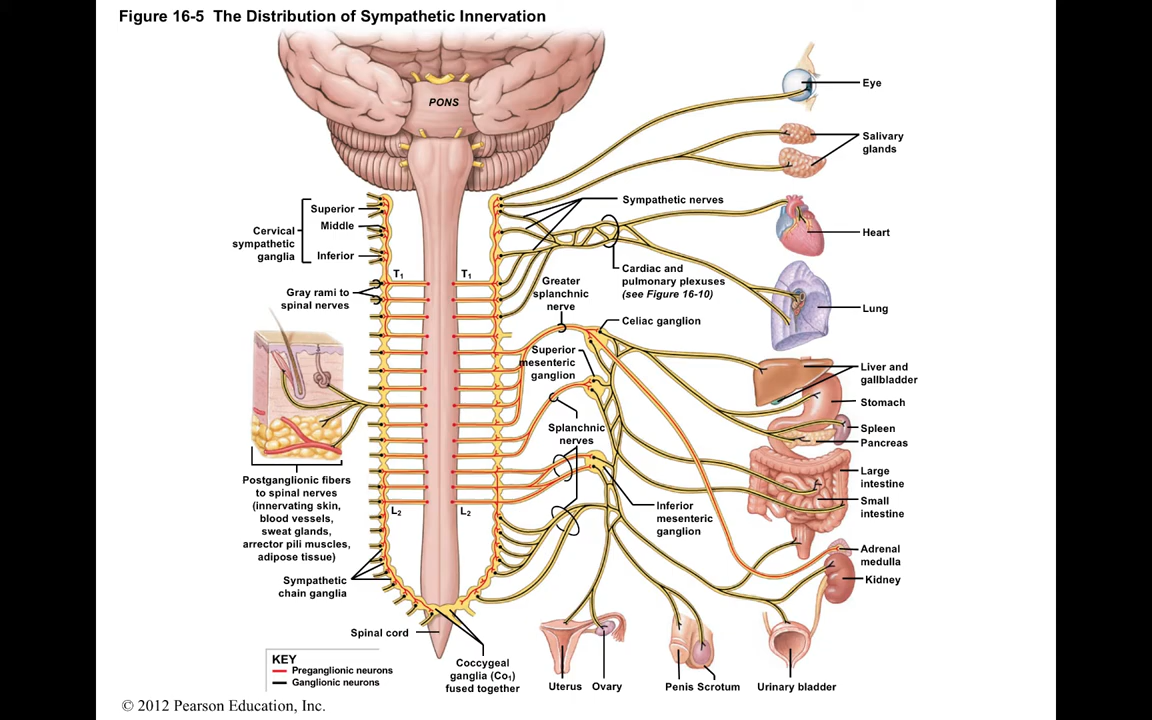 Figure 16-5 The Distribution of Sympathetic Innervation
PONS
Eye
Salivary
glands
Superior
Middle
Inferior
Cervical
sympathetic
ganglia
Sympathetic nerves
Heart
Cardiac and
pulmonary plexuses
(see Figure 16-10)
T1
T1
Gray rami to
spinal nerves
Greater
splanchnic
nerve
Lung
Celiac ganglion
Superior
mesenteric
ganglion
Liver and
gallbladder
Stomach
Splanchnic
nerves
Spleen
Pancreas
Large
intestine
Small
intestine
Postganglionic fibers
to spinal nerves
(innervating skin,
blood vessels,
sweat glands,
arrector pili muscles,
adipose tissue)
L2
L2
Inferior
mesenteric
ganglion
Adrenal
medulla
Kidney
Sympathetic
chain ganglia
Spinal cord
Coccygeal
ganglia (Co1)
fused together
Uterus
Ovary
Penis
Scrotum
Urinary bladder
KEY
Preganglionic neurons
Ganglionic neurons
© 2012 Pearson Education, Inc.